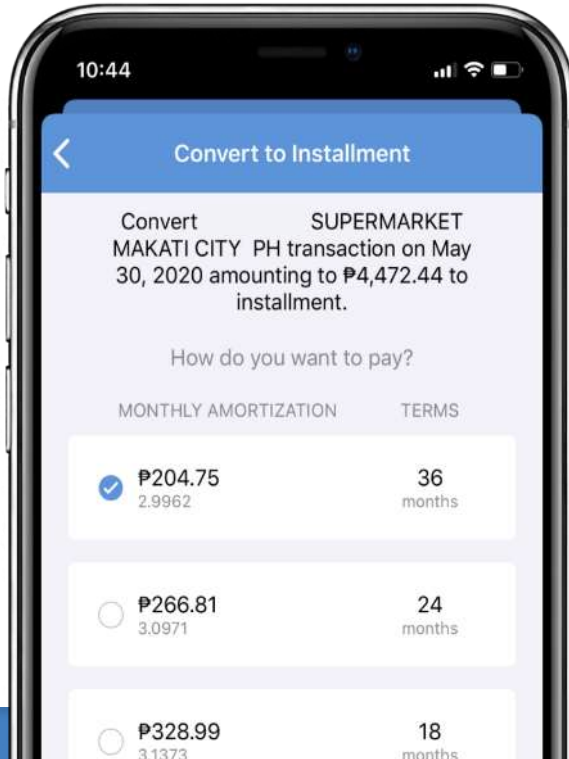 10:44
Convert to Installment
Convert SUPERMARKET
MAKATI CITY PH transaction on May
30, 2020 amounting to ₱4,472.44 to
installment.
How do you want to pay?
MONTHLY AMORTIZATION TERMS
₱204.75 36
2.9962 months
₱266.81 24
3.0971 months
₱328.99 18
3.1373 months